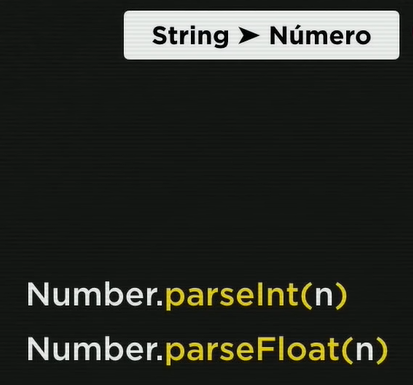 String ➤ Número
Number.parseInt(n)
Number.parseFloat(n)